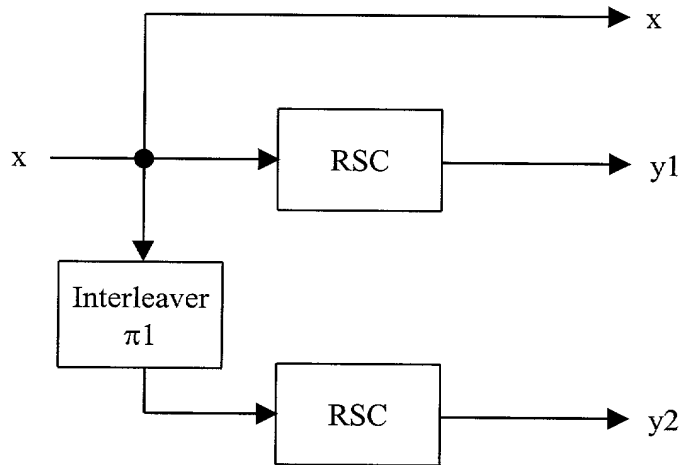 x
x
RSC
y1
Interleaver
π1
RSC
y2